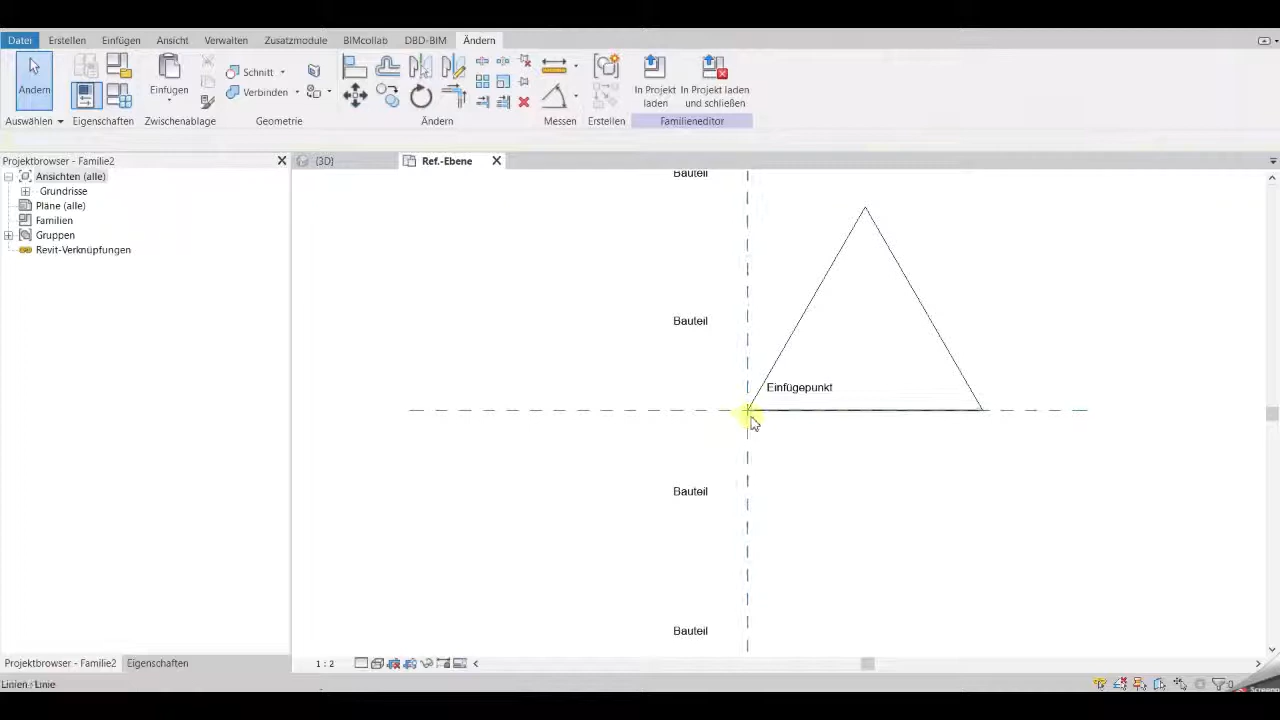 Datei Erstellen Einfügen Ansicht Verwalten Zusatzmodule BIMcollab DBD-BIM Ändern
Ändern
Einfügen
Schnitt
Verbinden
In Projekt laden
In Projekt laden und schließen
Auswählen Eigenschaften Zwischenablage Geometrie Ändern Messen Erstellen Familieneditor
Projektbrowser - Familie2
{3D}
Ref.-Ebene
Ansichten (alle)
Grundrisse
Pläne (alle)
Familien
Gruppen
Revit-Verknüpfungen
Bauteil
Bauteil
Einfügepunkt
Bauteil
Bauteil
Projektbrowser - Familie2 Eigenschaften
1 : 2
Linien : Linie
:0